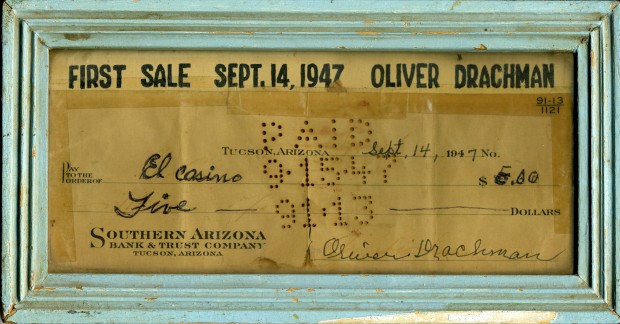 FIRST SALE SEPT. 14, 1947 OLIVER DRACHMAN
91-13
1121
PAID
TUCSON, ARIZONA Sept. 14, 1947 No.
PAY TO THE ORDER OF El casino $ 5.00
9-15-47
Five DOLLARS
91-13
SOUTHERN ARIZONA
BANK & TRUST COMPANY
TUCSON, ARIZONA
Oliver Drachman